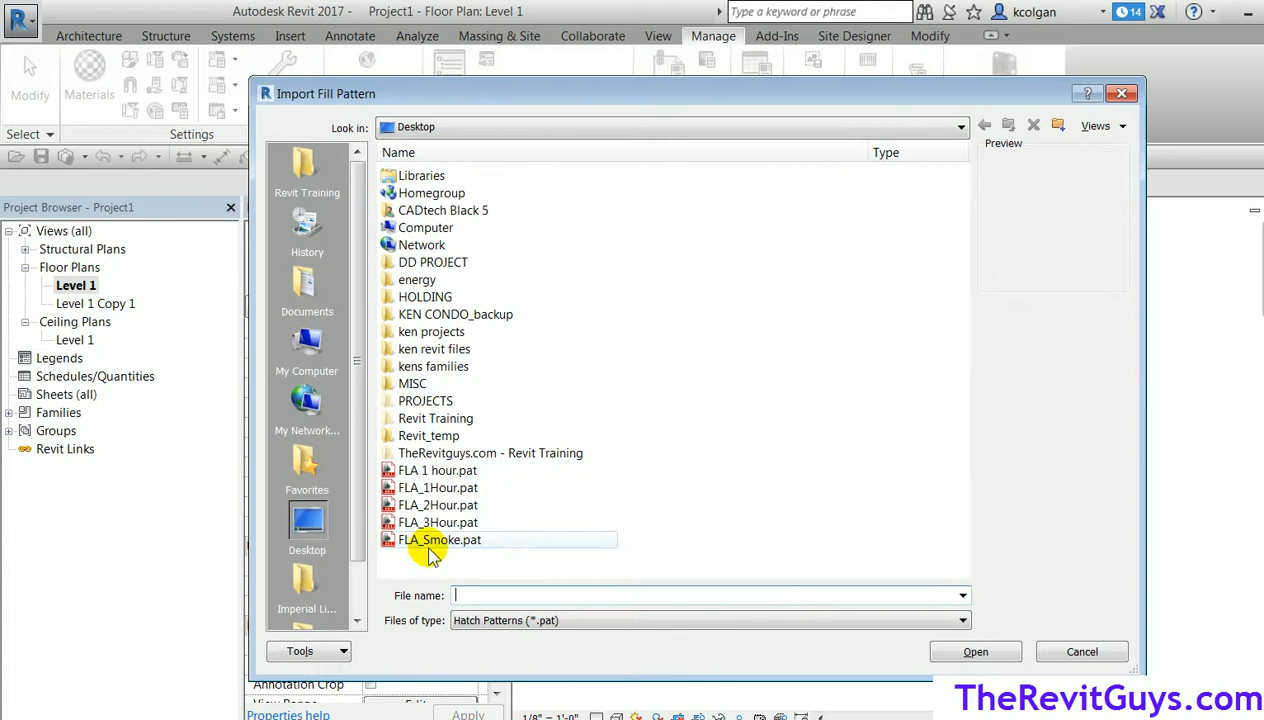 Autodesk Revit 2017 - Project1 - Floor Plan: Level 1
Type a keyword or phrase
kcolgan
14
Architecture Structure Systems Insert Annotate Analyze Massing & Site Collaborate View Manage Add-Ins Site Designer Modify
Modify
Materials
Select
Settings
Project Browser - Project1
Views (all)
Structural Plans
Floor Plans
Level 1
Level 1 Copy 1
Ceiling Plans
Level 1
Legends
Schedules/Quantities
Sheets (all)
Families
Groups
Revit Links
Import Fill Pattern
Look in:
Desktop
Views
Preview
Name
Type
Revit Training
History
Documents
My Computer
My Network...
Favorites
Desktop
Imperial Li...
Libraries
Homegroup
CADtech Black 5
Computer
Network
DD PROJECT
energy
HOLDING
KEN CONDO_backup
ken projects
ken revit files
kens families
MISC
PROJECTS
Revit Training
Revit_temp
TheRevitguys.com - Revit Training
FLA 1 hour.pat
FLA_1Hour.pat
FLA_2Hour.pat
FLA_3Hour.pat
FLA_Smoke.pat
File name:
Files of type:
Hatch Patterns (*.pat)
Tools
Open
Cancel
Annotation Crop
Properties help
Apply
1/8" = 1'-0"
TheRevitGuys.com